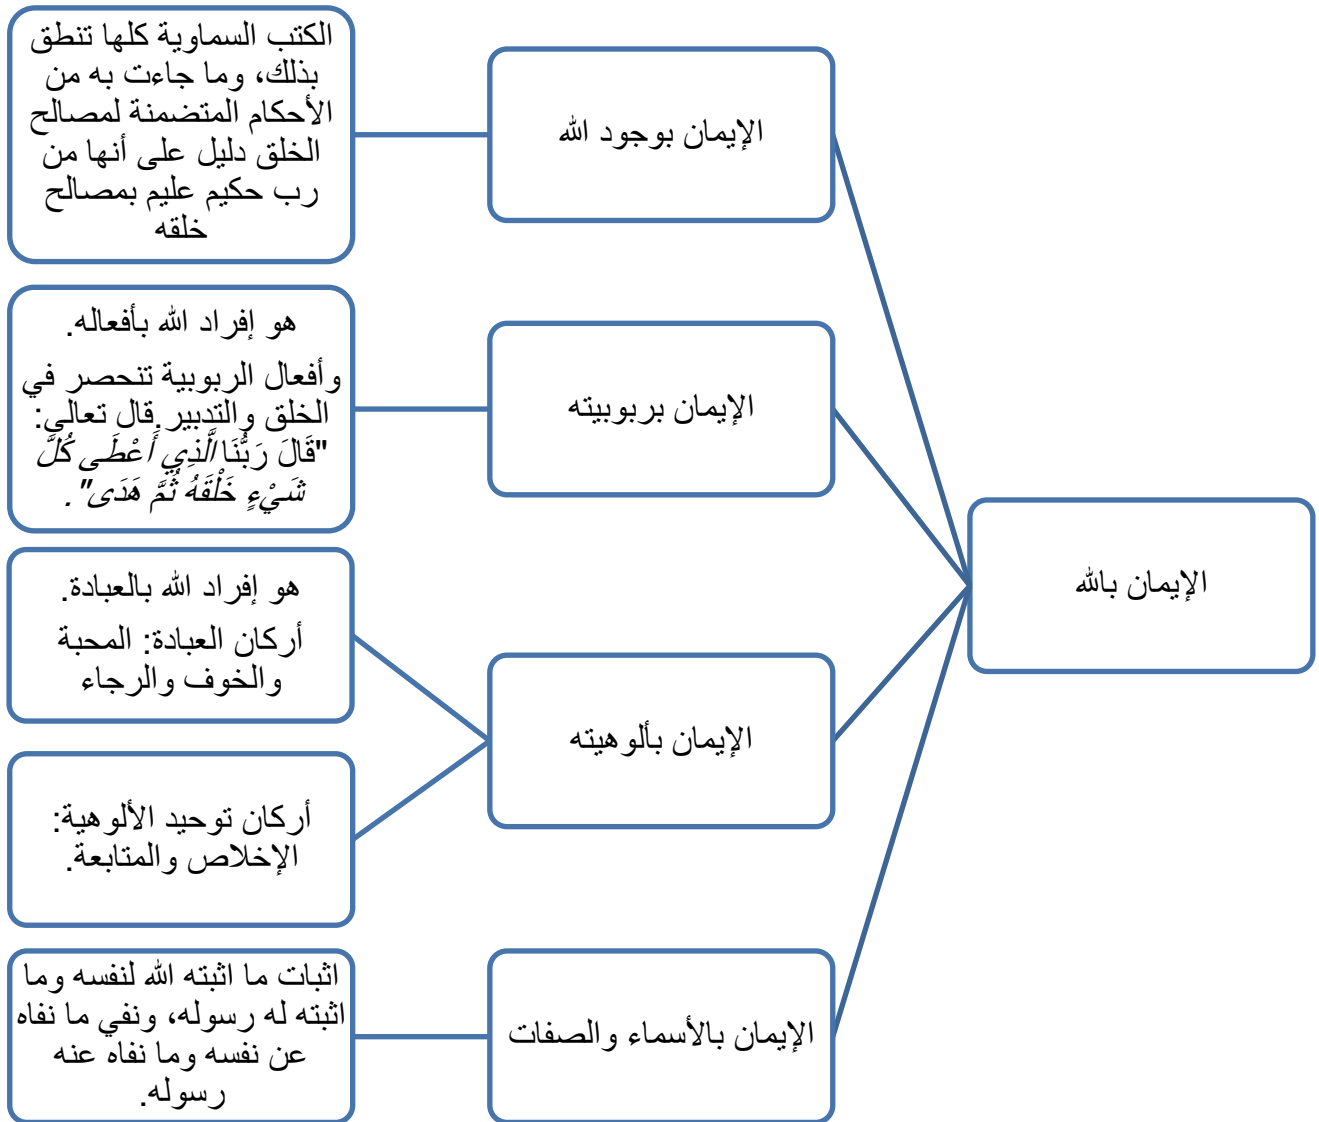 الإيمان بالله
الإيمان بوجود الله
الكتب السماوية كلها تنطق
بذلك، وما جاءت به من
الأحكام المتضمنة لمصالح
الخلق دليل على أنها من
رب حكيم عليم بمصالح
خلقه
الإيمان بربوبيته
هو إفراد الله بأفعاله.
وأفعال الربوبية تنحصر في
الخلق والتدبير.قال تعالى:
"قَالَ رَبُّنَا الَّذِي أَعْطَى كُلَّ
شَيْءٍ خَلْقَهُ ثُمَّ هَدَى".
الإيمان بألوهيته
هو إفراد الله بالعبادة.
أركان العبادة: المحبة
والخوف والرجاء
أركان توحيد الألوهية:
الإخلاص والمتابعة.
الإيمان بالأسماء والصفات
اثبات ما اثبته الله لنفسه وما
اثبته له رسوله، ونفي ما نفاه
عن نفسه وما نفاه عنه
رسوله.